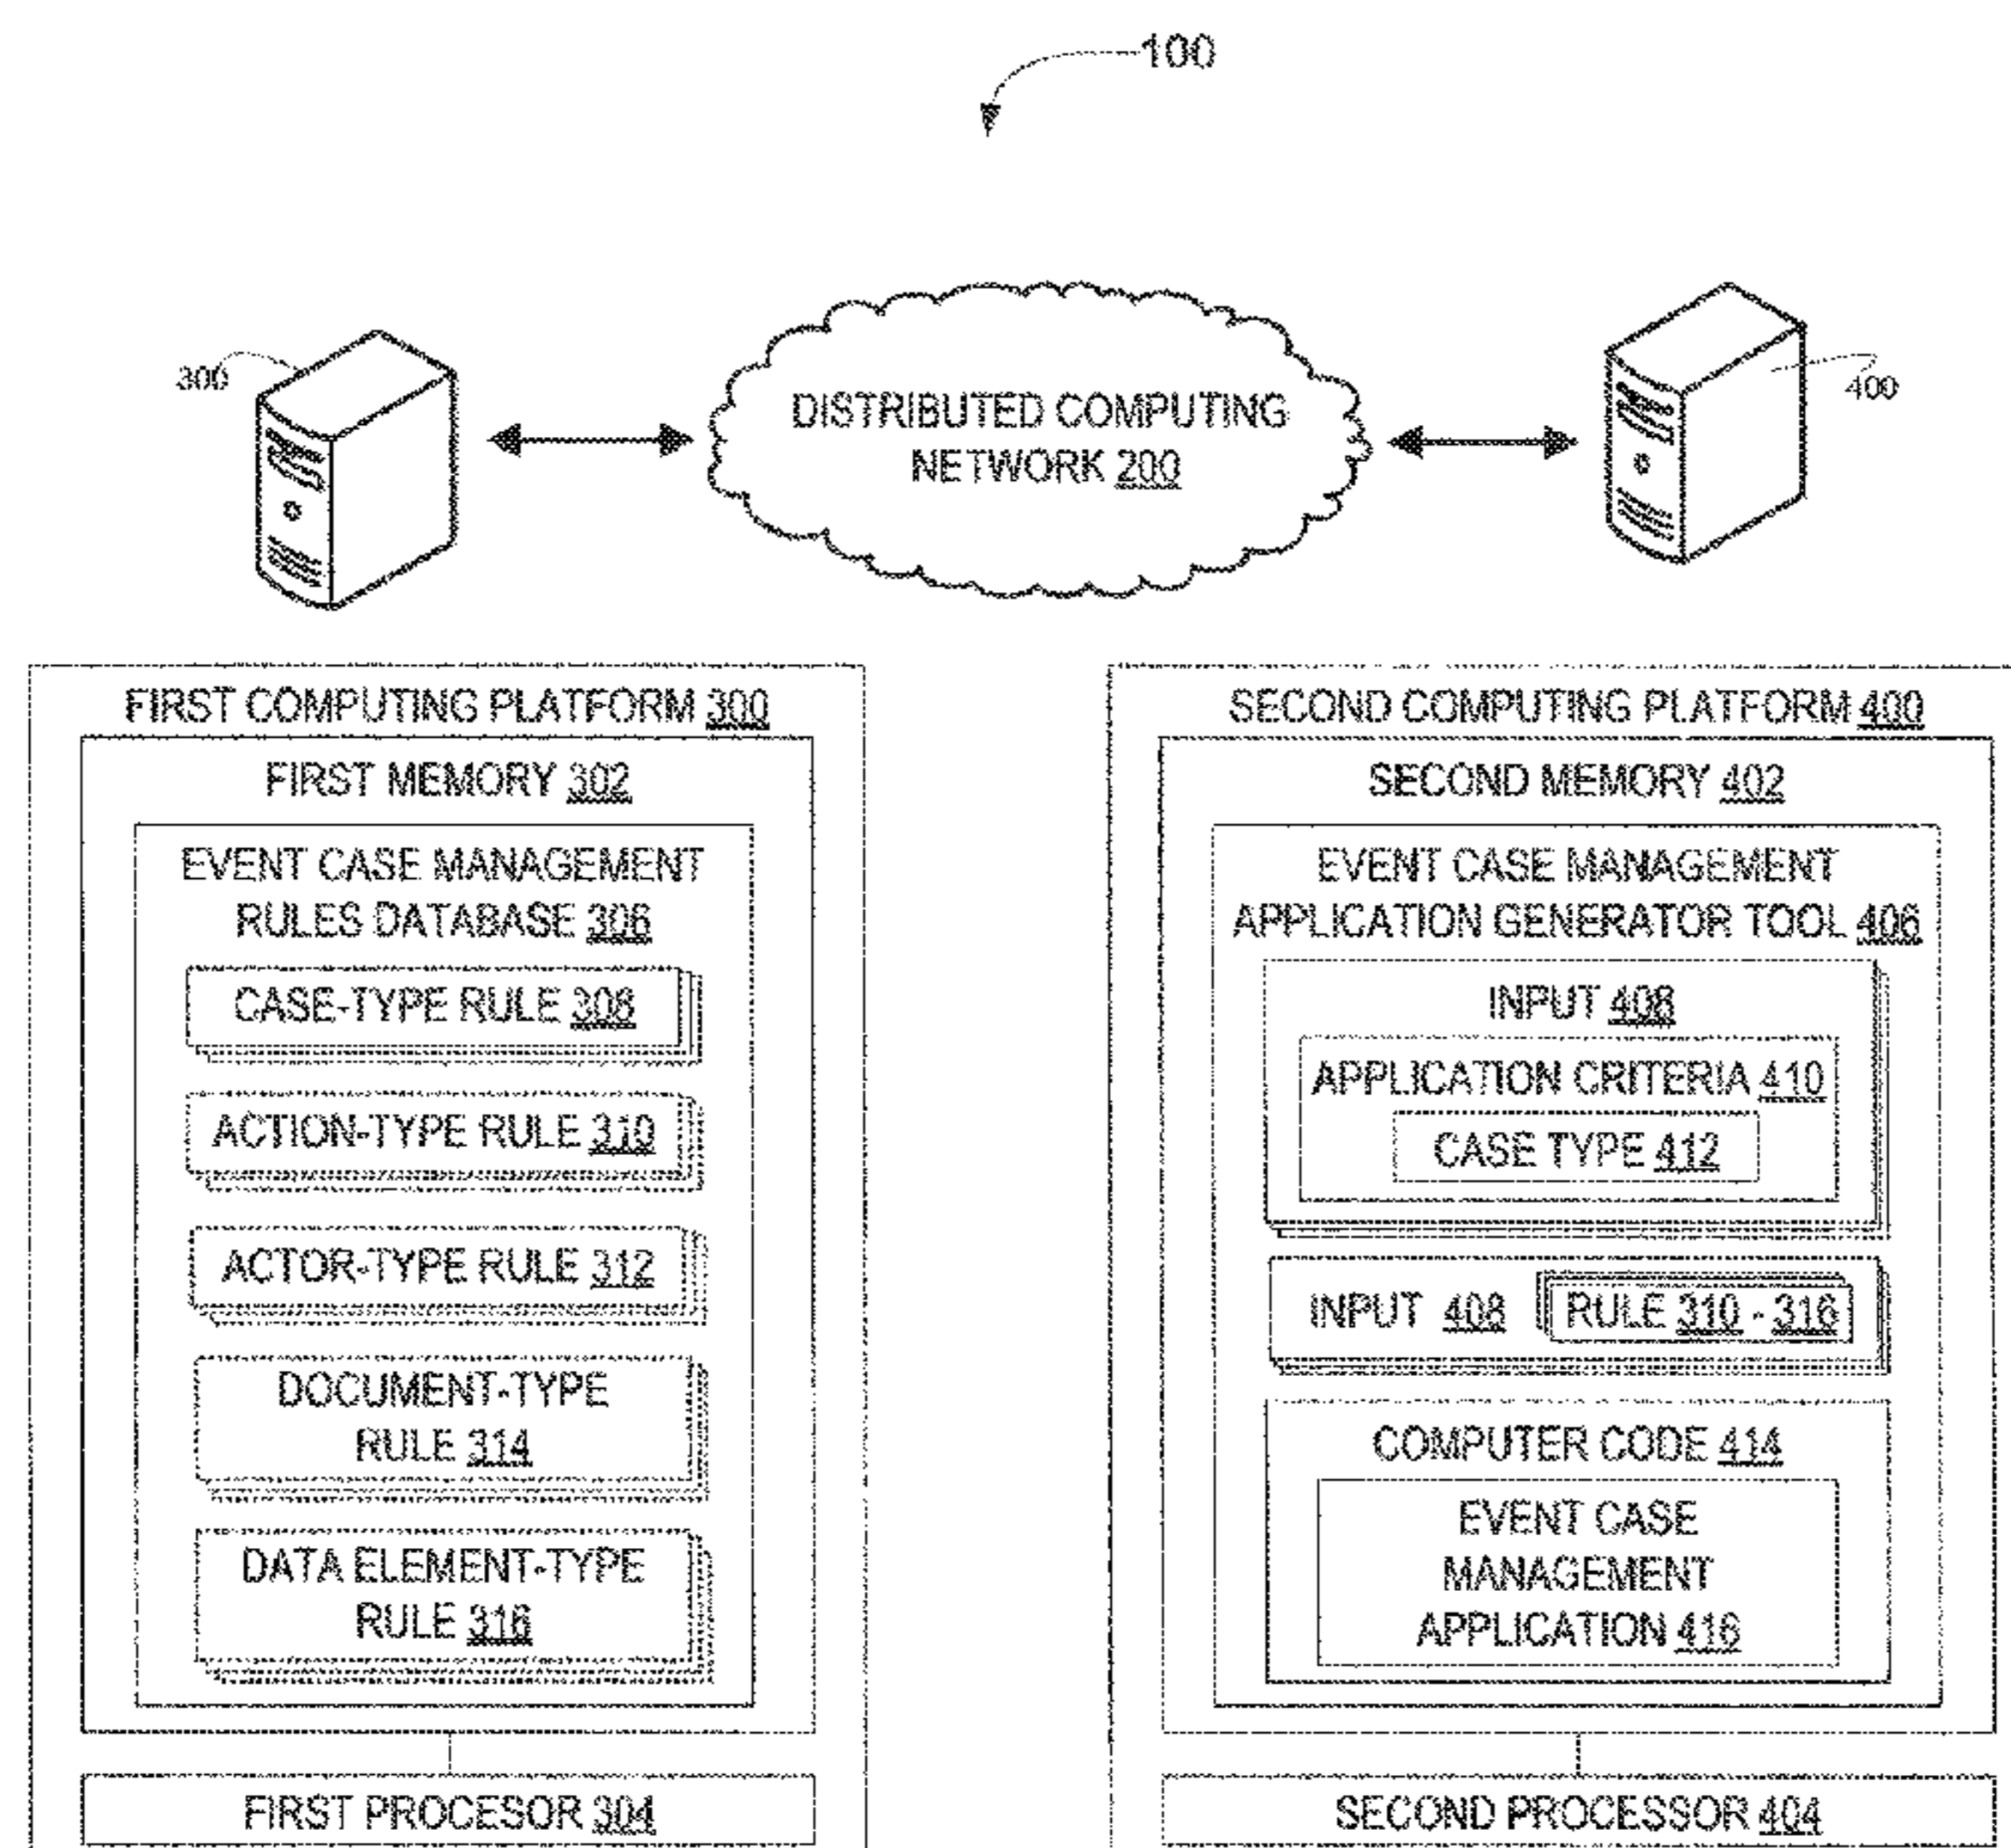 100
300
DISTRIBUTED COMPUTING
NETWORK 200
400
FIRST COMPUTING PLATFORM 300
FIRST MEMORY 302
EVENT CASE MANAGEMENT
RULES DATABASE 306
CASE-TYPE RULE 308
ACTION-TYPE RULE 310
ACTOR-TYPE RULE 312
DOCUMENT-TYPE
RULE 314
DATA ELEMENT-TYPE
RULE 316
FIRST PROCESOR 304
SECOND COMPUTING PLATFORM 400
SECOND MEMORY 402
EVENT CASE MANAGEMENT
APPLICATION GENERATOR TOOL 406
INPUT 408
APPLICATION CRITERIA 410
CASE TYPE 412
INPUT 408 RULE 310 - 316
COMPUTER CODE 414
EVENT CASE
MANAGEMENT
APPLICATION 416
SECOND PROCESSOR 404